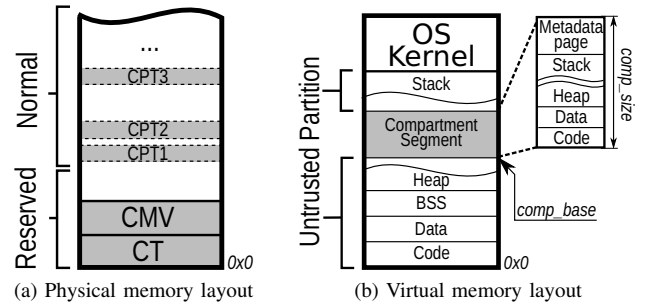 Normal
Reserved
...
CPT3
CPT2
CPT1
CMV
CT
0x0
(a) Physical memory layout
Untrusted Partition
OS
Kernel
Stack
Compartment
Segment
Heap
BSS
Data
Code
0x0
comp_base
Metadata
page
Stack
Heap
Data
Code
comp_size
(b) Virtual memory layout